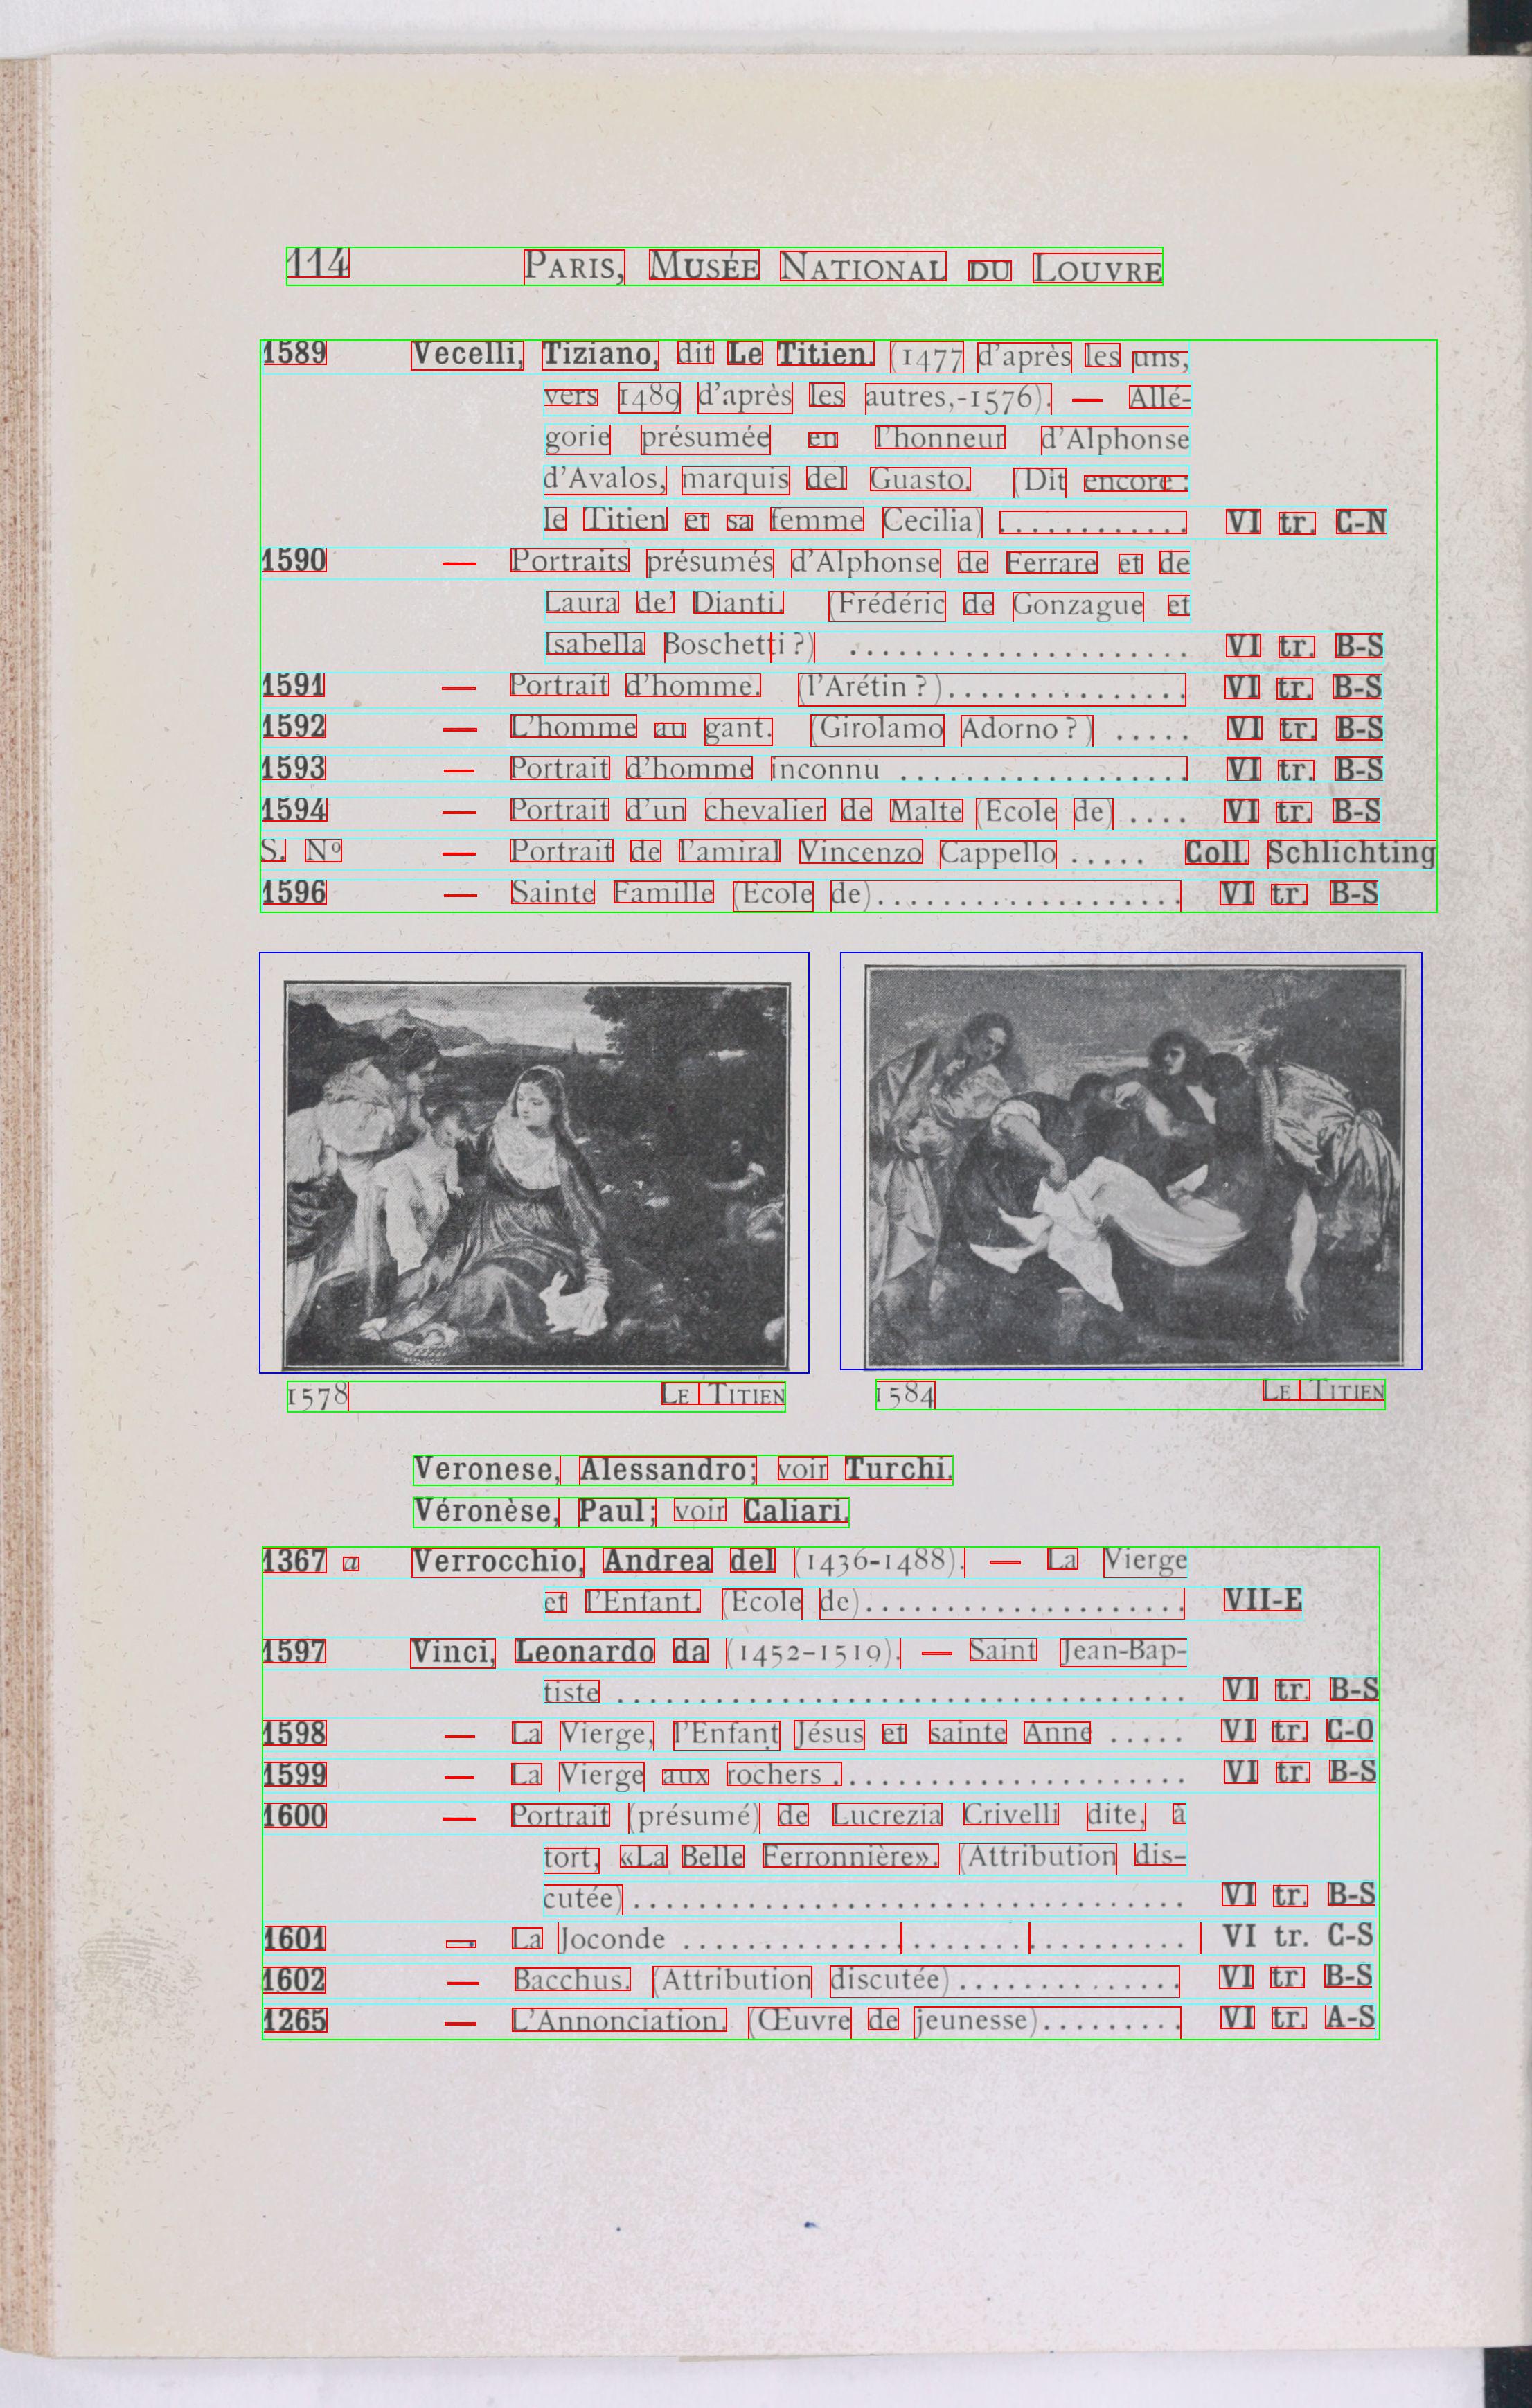 114 PARIS, MUSÉE NATIONAL DU LOUVRE
1589 Vecelli, Tiziano, dit Le Titien. (1477 d'après les uns,
vers 1489 d'après les autres,-1576). — Allé-
gorie présumée en l'honneur d'Alphonse
d'Avalos, marquis del Guasto. (Dit encore :
le Titien et sa femme Cecilia) ............ VI tr. C-N
1590 — Portraits présumés d'Alphonse de Ferrare et de
Laura de' Dianti. (Frédéric de Gonzague et
Isabella Boschetti ?) ...................... VI tr. B-S
1591 — Portrait d'homme. (l'Arétin ?)............... VI tr. B-S
1592 — L'homme au gant. (Girolamo Adorno ?) ..... VI tr. B-S
1593 — Portrait d'homme inconnu ................... VI tr. B-S
1594 — Portrait d'un chevalier de Malte (Ecole de) .... VI tr. B-S
S. Nº — Portrait de l'amiral Vincenzo Cappello ..... Coll. Schlichting
1596 — Sainte Famille (Ecole de).................... VI tr. B-S
1578 LE TITIEN
1584 LE TITIEN
Veronese, Alessandro; voir Turchi.
Véronèse, Paul; voir Caliari.
1367 a Verrocchio, Andrea del (1436-1488). — La Vierge
et l'Enfant. (Ecole de)..................... VII-E
1597 Vinci, Leonardo da (1452-1519). — Saint Jean-Bap-
tiste ..................................... VI tr. B-S
1598 — La Vierge, l'Enfant Jésus et sainte Anne ..... VI tr. C-O
1599 — La Vierge aux rochers ....................... VI tr. B-S
1600 — Portrait (présumé) de Lucrezia Crivelli dite, à
tort, «La Belle Ferronnière». (Attribution dis-
cutée).................................... VI tr. B-S
1601 — La Joconde ................................. VI tr. C-S
1602 — Bacchus. (Attribution discutée)............... VI tr. B-S
1265 — L'Annonciation. (Œuvre de jeunesse)......... VI tr. A-S